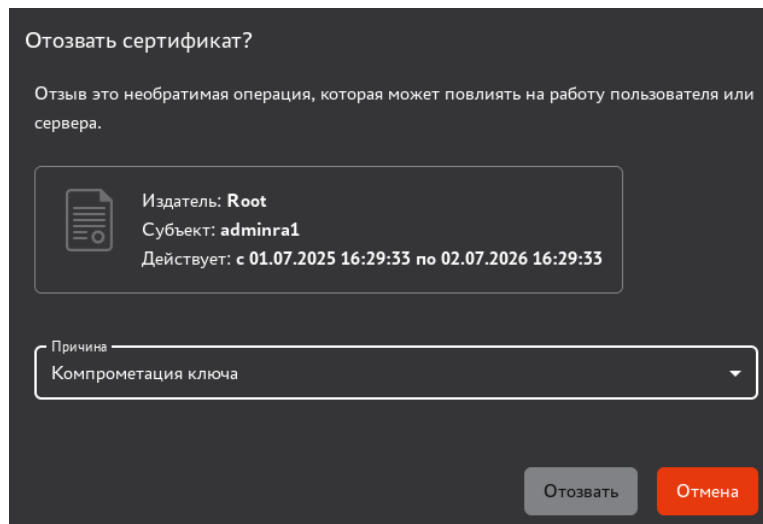 Отозвать сертификат?
Отзыв это необратимая операция, которая может повлиять на работу пользователя или
сервера.
Издатель: Root
Субъект: adminra1
Действует: с 01.07.2025 16:29:33 по 02.07.2026 16:29:33
Причина
Компрометация ключа
Отозвать Отмена